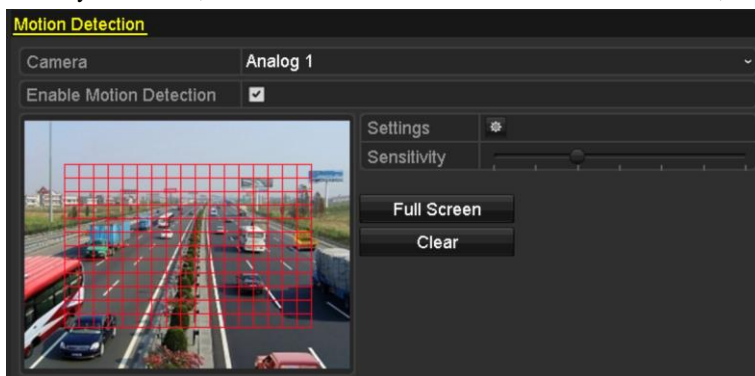 Motion Detection
Camera
Analog 1
Enable Motion Detection
Settings
Sensitivity
Full Screen
Clear